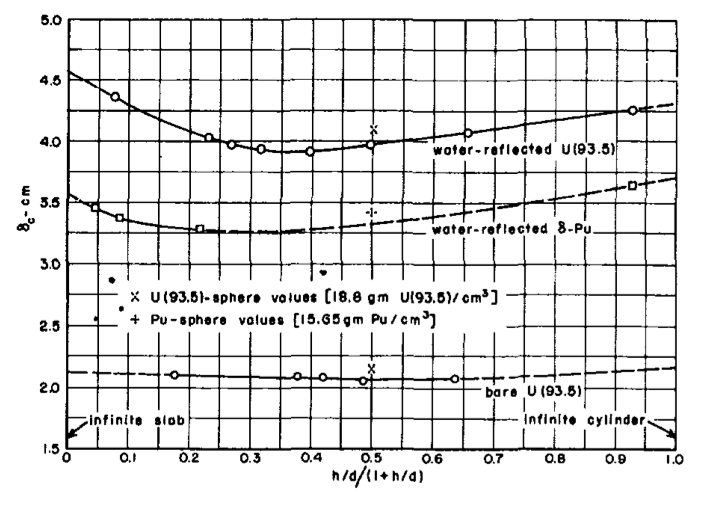 5.0
4.5
4.0
3.5
3.0
2.5
2.0
1.5
δc - cm
water-reflected U(93.5)
water-reflected δ-Pu
X U(93.5)-sphere values [18.8 gm U(93.5)/cm³]
+ Pu-sphere values [15.65 gm Pu/cm³]
bare U(93.5)
infinite slab
infinite cylinder
0 0.1 0.2 0.3 0.4 0.5 0.6 0.7 0.8 0.9 1.0
h/d/(1+h/d)